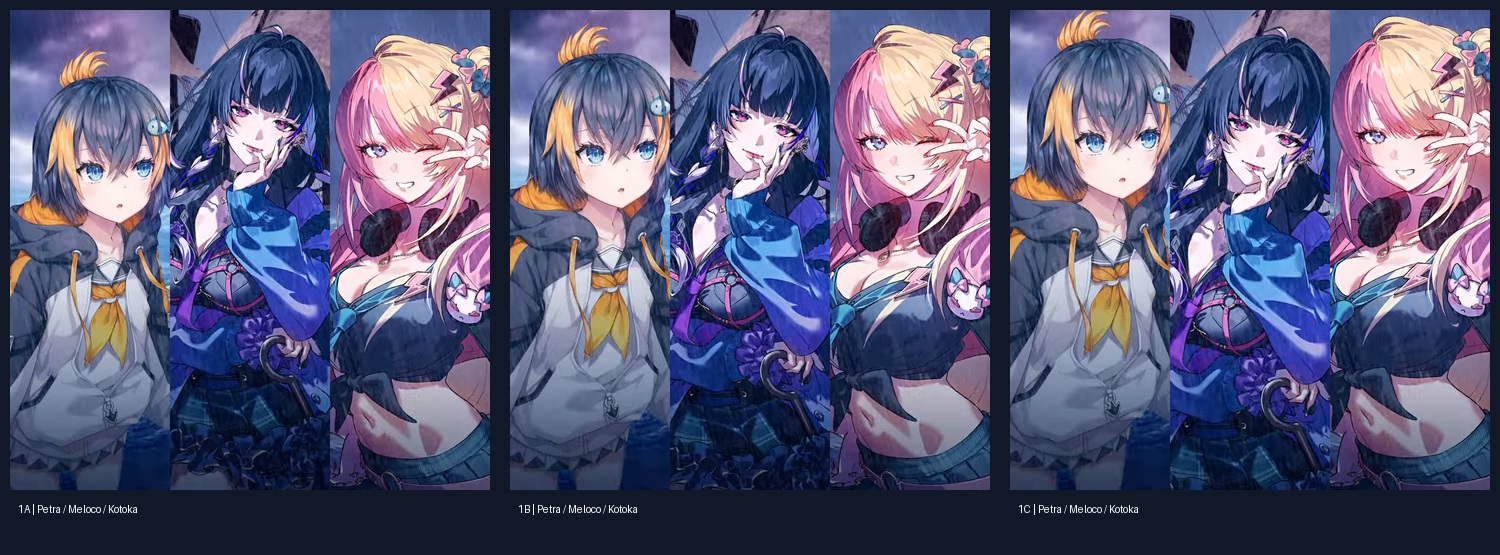 1A | Petra / Meloco / Kotoka
1B | Petra / Meloco / Kotoka
1C | Petra / Meloco / Kotoka